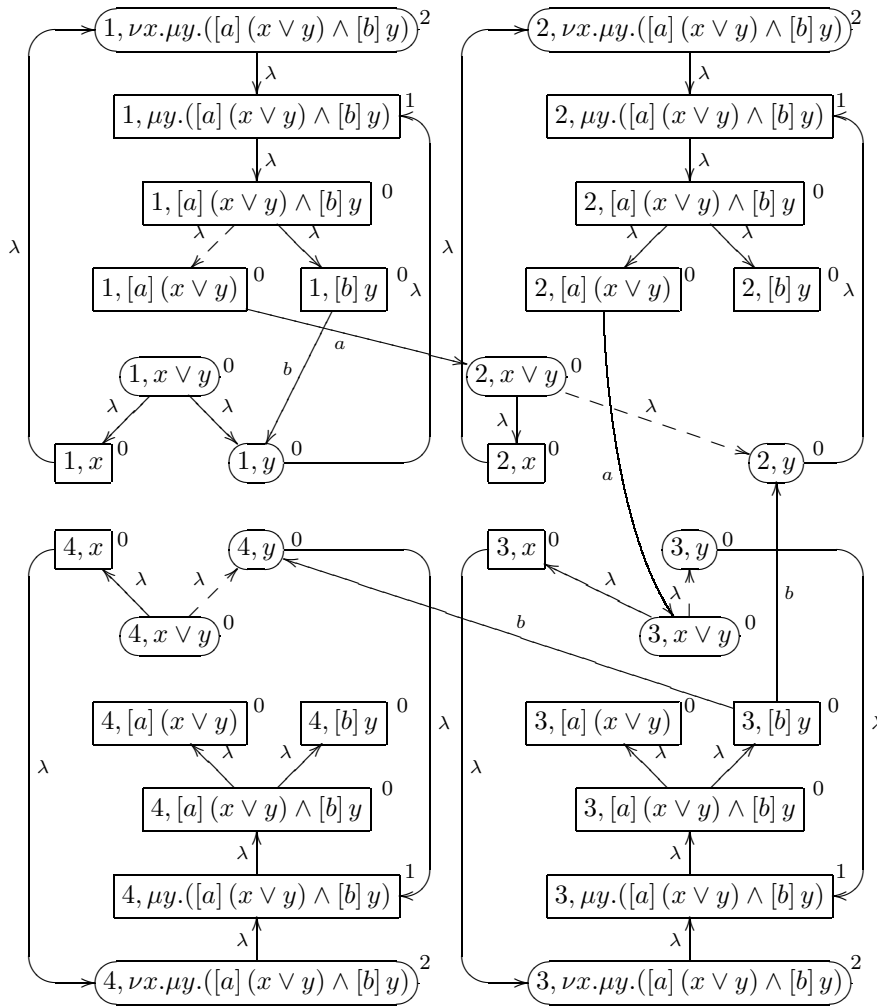 1, νx.μy.([a] (x ∨ y) ∧ [b] y) 2 2, νx.μy.([a] (x ∨ y) ∧ [b] y) 2
λ λ
1, μy.([a] (x ∨ y) ∧ [b] y) 1 2, μy.([a] (x ∨ y) ∧ [b] y) 1
λ λ
1, [a] (x ∨ y) ∧ [b] y 0 2, [a] (x ∨ y) ∧ [b] y 0
λ λ λ λ
λ λ
1, [a] (x ∨ y) 0 1, [b] y 0 λ 2, [a] (x ∨ y) 0 2, [b] y 0 λ
a
1, x ∨ y 0 b 2, x ∨ y 0
λ λ λ λ
1, x 0 1, y 0 2, x 0 2, y 0
a
4, x 0 4, y 0 3, x 0 3, y 0
λ λ λ λ
b b
4, x ∨ y 0 3, x ∨ y 0
4, [a] (x ∨ y) 0 4, [b] y 0 3, [a] (x ∨ y) 0 3, [b] y 0
λ λ λ λ λ λ
λ λ
4, [a] (x ∨ y) ∧ [b] y 0 3, [a] (x ∨ y) ∧ [b] y 0
λ λ
4, μy.([a] (x ∨ y) ∧ [b] y) 1 3, μy.([a] (x ∨ y) ∧ [b] y) 1
λ λ
4, νx.μy.([a] (x ∨ y) ∧ [b] y) 2 3, νx.μy.([a] (x ∨ y) ∧ [b] y) 2